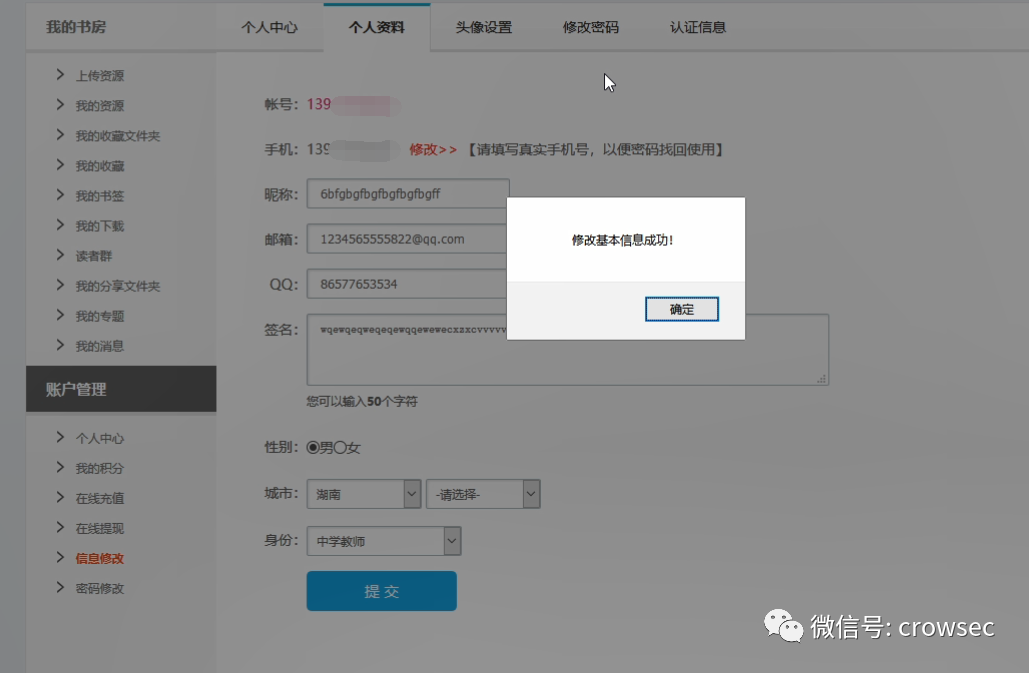 我的书房
个人中心 个人资料 头像设置 修改密码 认证信息
上传资源
我的资源
我的收藏文件夹
我的收藏
我的书签
我的下载
读者群
我的分享文件夹
我的专题
我的消息
账户管理
个人中心
我的积分
在线充值
在线提现
信息修改
密码修改
帐号: 139
手机: 139 修改>> 【请填写真实手机号，以便密码找回使用】
昵称: 6bfgbgfbgfbgfbgfbgff
邮箱: 1234565555822@qq.com
QQ: 86577653534
签名: wqewqeqweqeqewqqewewecxzxcvvvvv
您可以输入50个字符
性别: 男 女
城市: 湖南 -请选择-
身份: 中学教师
提 交
修改基本信息成功!
确定
微信号: crowsec